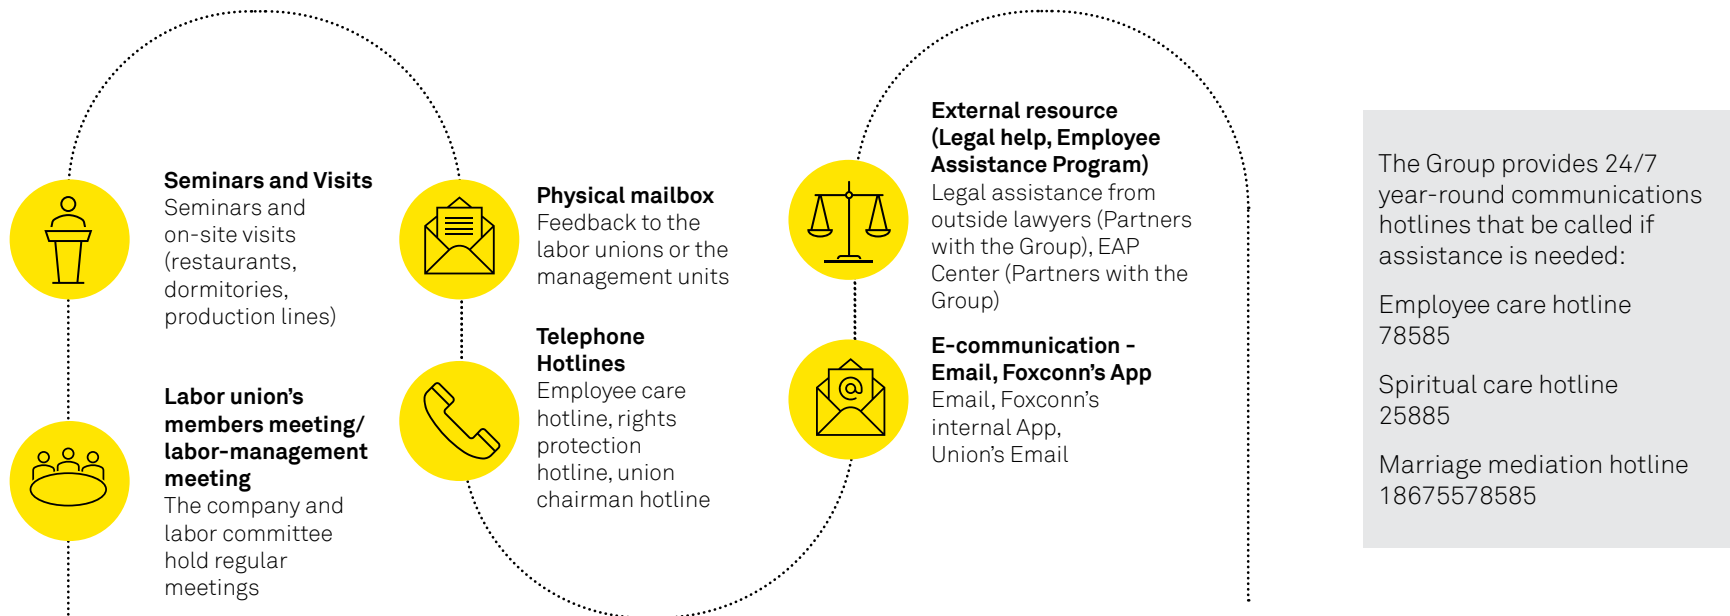 Seminars and Visits
Seminars and
on-site visits
(restaurants,
dormitories,
production lines)
Labor union’s
members meeting/
labor-management
meeting
The company and
labor committee
hold regular
meetings
Physical mailbox
Feedback to the
labor unions or the
management units
Telephone
Hotlines
Employee care
hotline, rights
protection
hotline, union
chairman hotline
External resource
(Legal help, Employee
Assistance Program)
Legal assistance from
outside lawyers (Partners
with the Group), EAP
Center (Partners with the
Group)
@
E-communication -
Email, Foxconn’s App
Email, Foxconn’s
internal App,
Union’s Email
The Group provides 24/7
year-round communications
hotlines that be called if
assistance is needed:
Employee care hotline
78585
Spiritual care hotline
25885
Marriage mediation hotline
18675578585